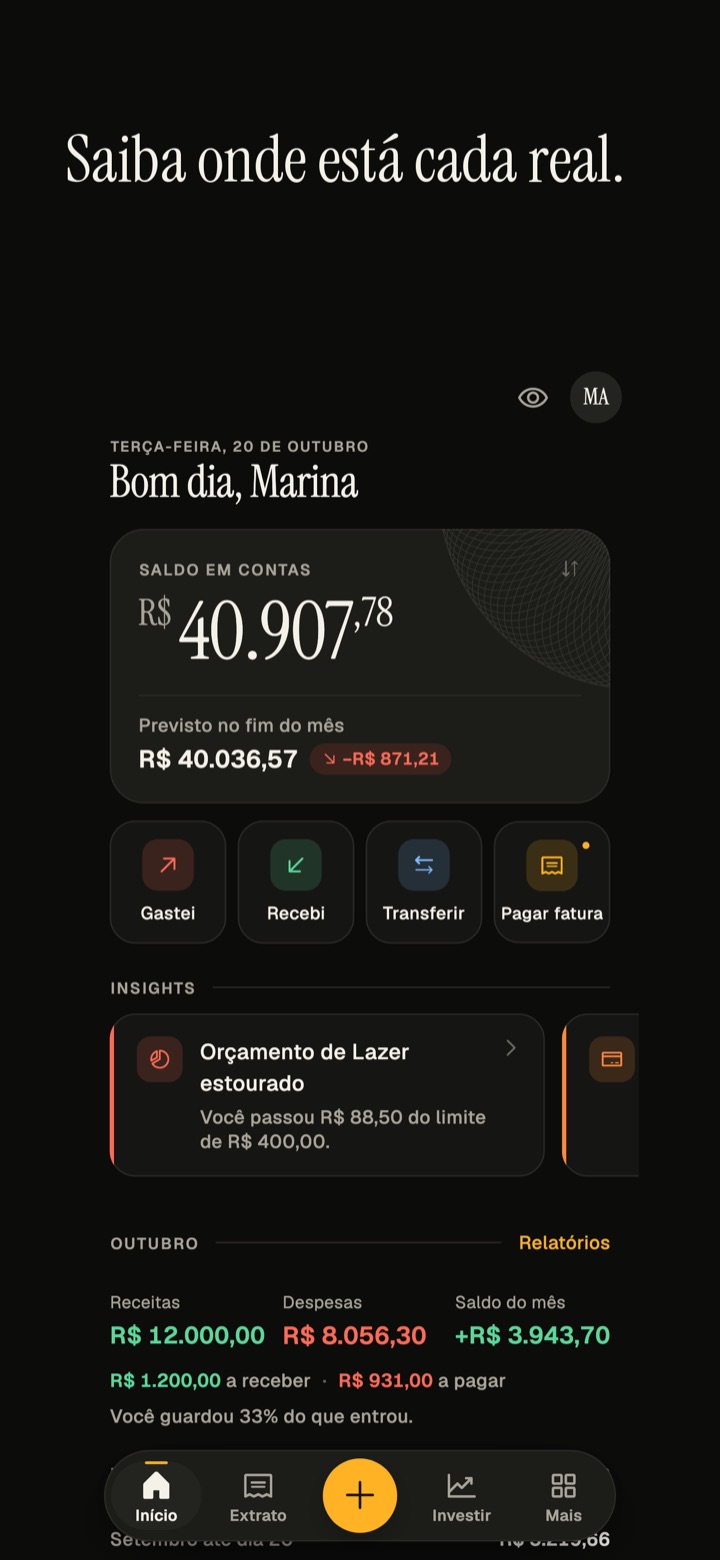 Saiba onde está cada real.
MA
TERÇA-FEIRA, 20 DE OUTUBRO
Bom dia, Marina
SALDO EM CONTAS
R$ 40.907,78
Previsto no fim do mês
R$ 40.036,57 –R$ 871,21
Gastei Recebi Transferir Pagar fatura
INSIGHTS
Orçamento de Lazer
estourado
Você passou R$ 88,50 do limite
de R$ 400,00.
OUTUBRO Relatórios
Receitas Despesas Saldo do mês
R$ 12.000,00 R$ 8.056,30 +R$ 3.943,70
R$ 1.200,00 a receber · R$ 931,00 a pagar
Você guardou 33% do que entrou.
Início Extrato Investir Mais
Setembro até dia 20